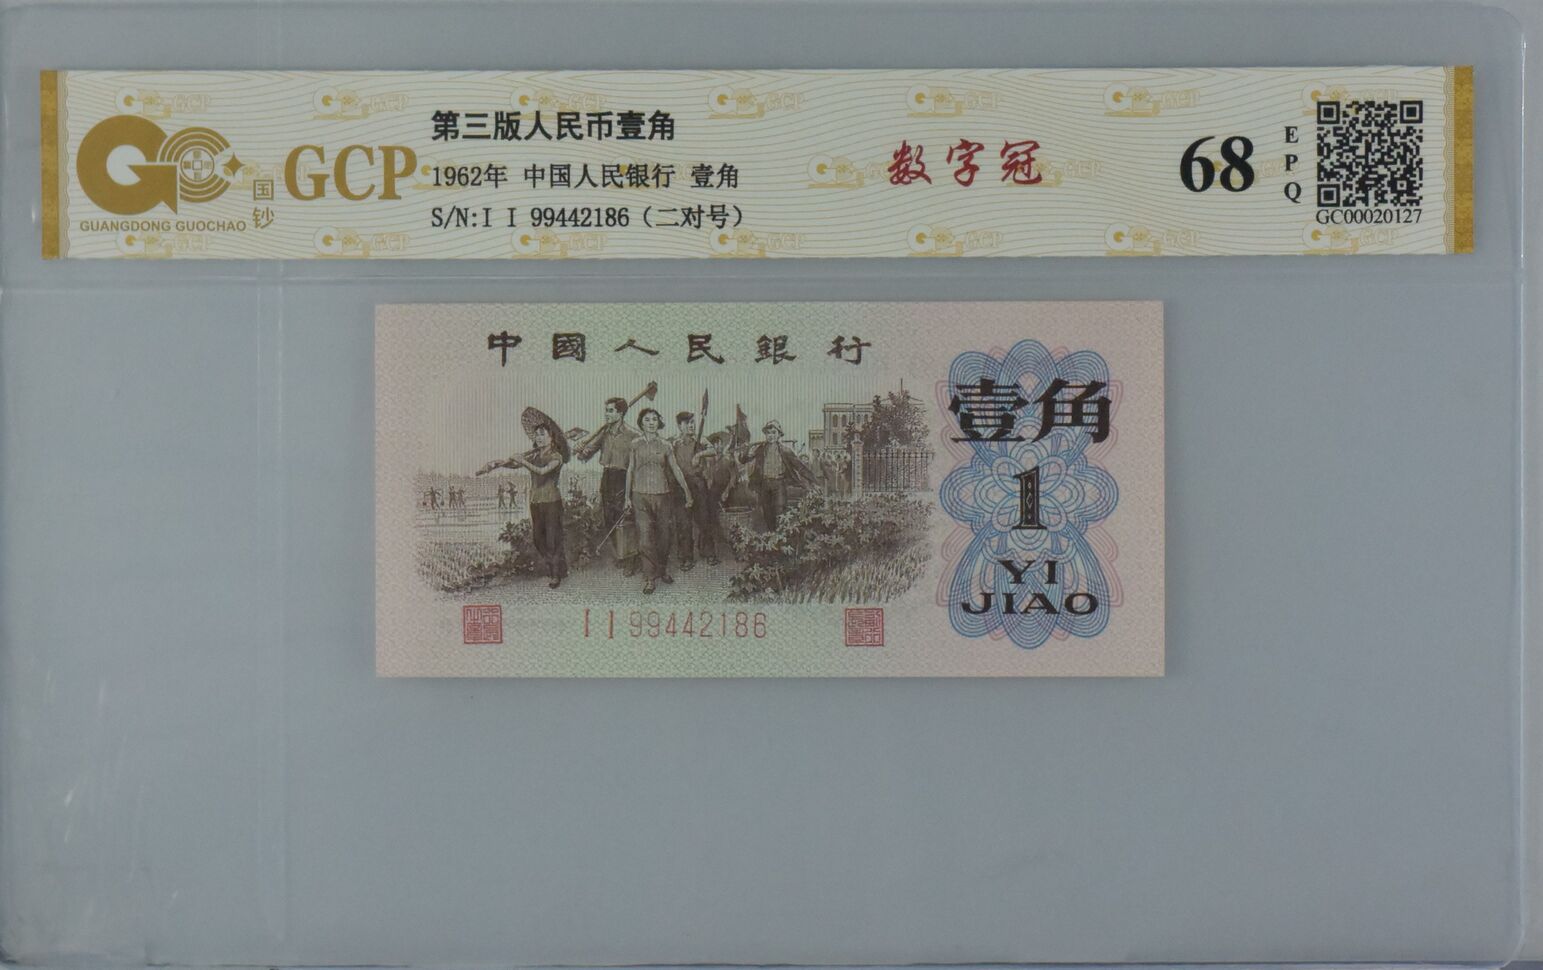 第三版人民币壹角
1962年 中国人民银行 壹角
S/N:I I 99442186（二对号）
GUANGDONG GUOCHAO
国钞
GCP
数字冠
68
EPQ
GC00020127
中國人民銀行
壹角
1
YI
JIAO
I I 99442186